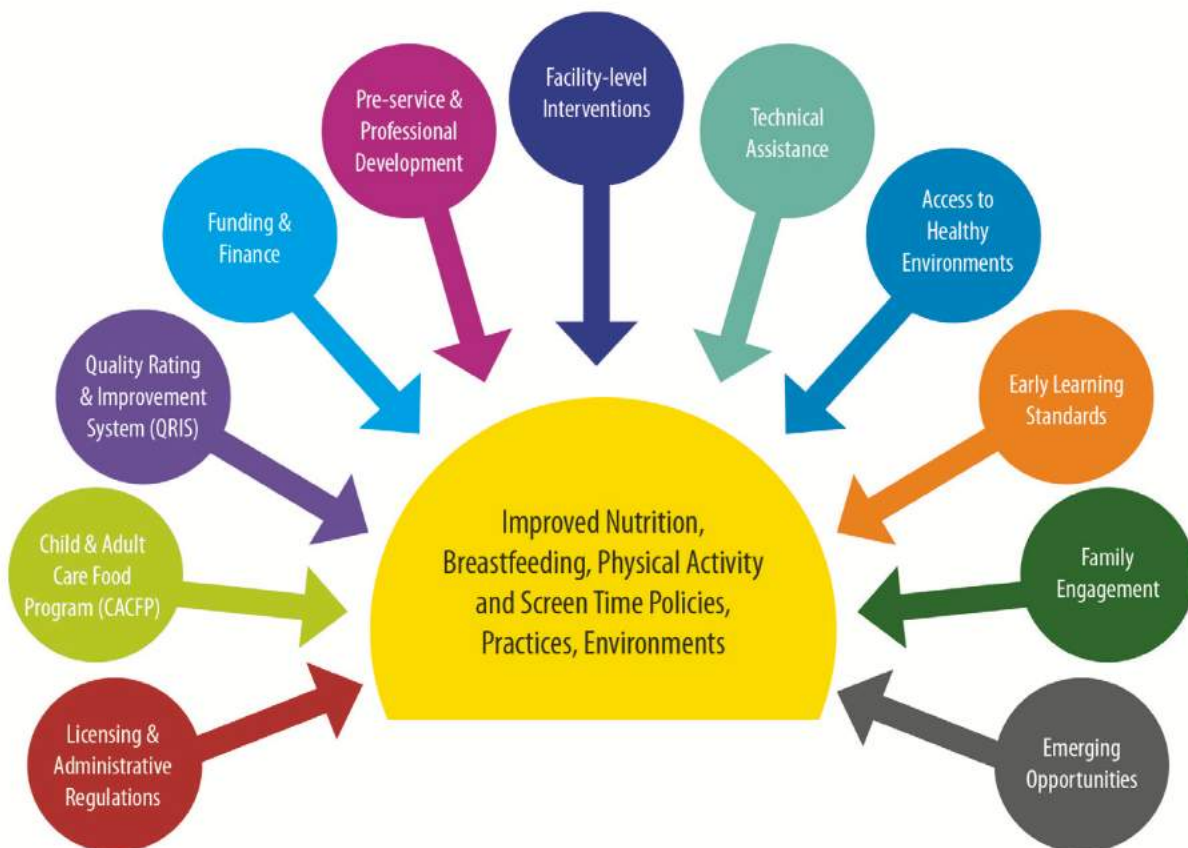 Facility-level
Interventions
Pre-service &
Professional
Development
Technical
Assistance
Funding &
Finance
Access to
Healthy
Environments
Quality Rating
& Improvement
System (QRIS)
Early Learning
Standards
Child & Adult
Care Food
Program (CACFP)
Improved Nutrition,
Breastfeeding, Physical Activity
and Screen Time Policies,
Practices, Environments
Family
Engagement
Licensing &
Administrative
Regulations
Emerging
Opportunities